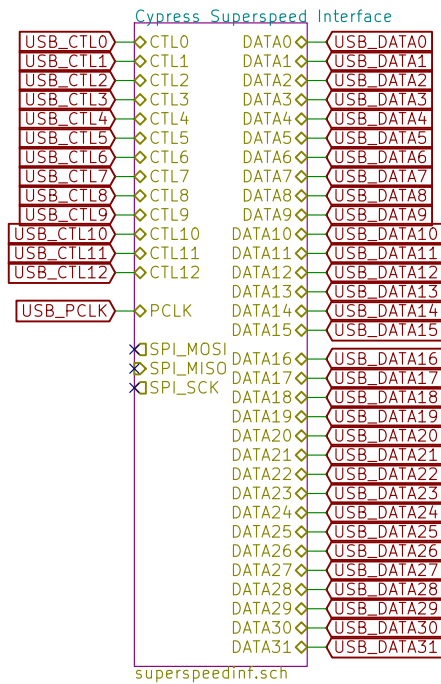 Cypress Superspeed Interface
USB_CTL0 CTL0 DATA0 USB_DATA0
USB_CTL1 CTL1 DATA1 USB_DATA1
USB_CTL2 CTL2 DATA2 USB_DATA2
USB_CTL3 CTL3 DATA3 USB_DATA3
USB_CTL4 CTL4 DATA4 USB_DATA4
USB_CTL5 CTL5 DATA5 USB_DATA5
USB_CTL6 CTL6 DATA6 USB_DATA6
USB_CTL7 CTL7 DATA7 USB_DATA7
USB_CTL8 CTL8 DATA8 USB_DATA8
USB_CTL9 CTL9 DATA9 USB_DATA9
USB_CTL10 CTL10 DATA10 USB_DATA10
USB_CTL11 CTL11 DATA11 USB_DATA11
USB_CTL12 CTL12 DATA12 USB_DATA12
DATA13 USB_DATA13
USB_PCLK PCLK DATA14 USB_DATA14
DATA15 USB_DATA15
SPI_MOSI
DATA16 USB_DATA16
SPI_MISO
DATA17 USB_DATA17
SPI_SCK
DATA18 USB_DATA18
DATA19 USB_DATA19
DATA20 USB_DATA20
DATA21 USB_DATA21
DATA22 USB_DATA22
DATA23 USB_DATA23
DATA24 USB_DATA24
DATA25 USB_DATA25
DATA26 USB_DATA26
DATA27 USB_DATA27
DATA28 USB_DATA28
DATA29 USB_DATA29
DATA30 USB_DATA30
DATA31 USB_DATA31
superspeedinf.sch